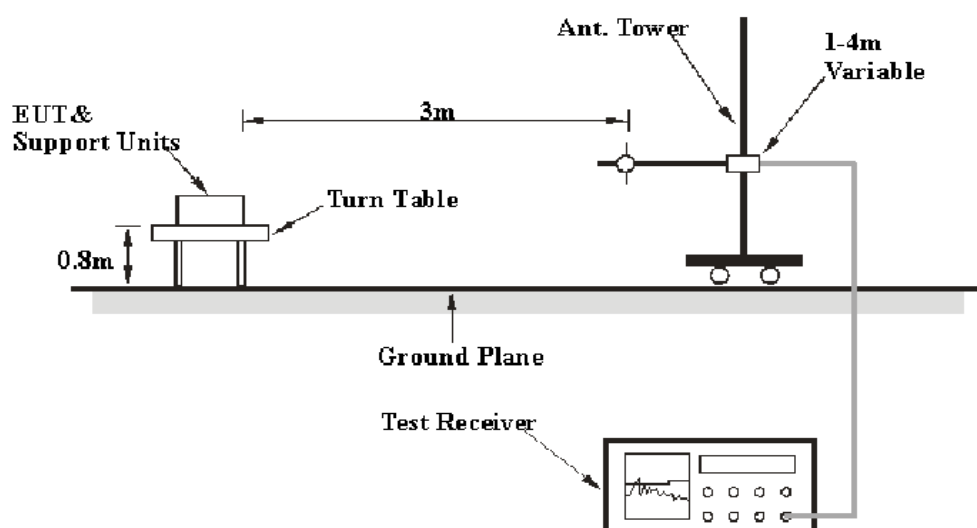 Ant. Tower
1-4m
Variable
3m
EUT&
Support Units
Turn Table
0.8m
Ground Plane
Test Receiver